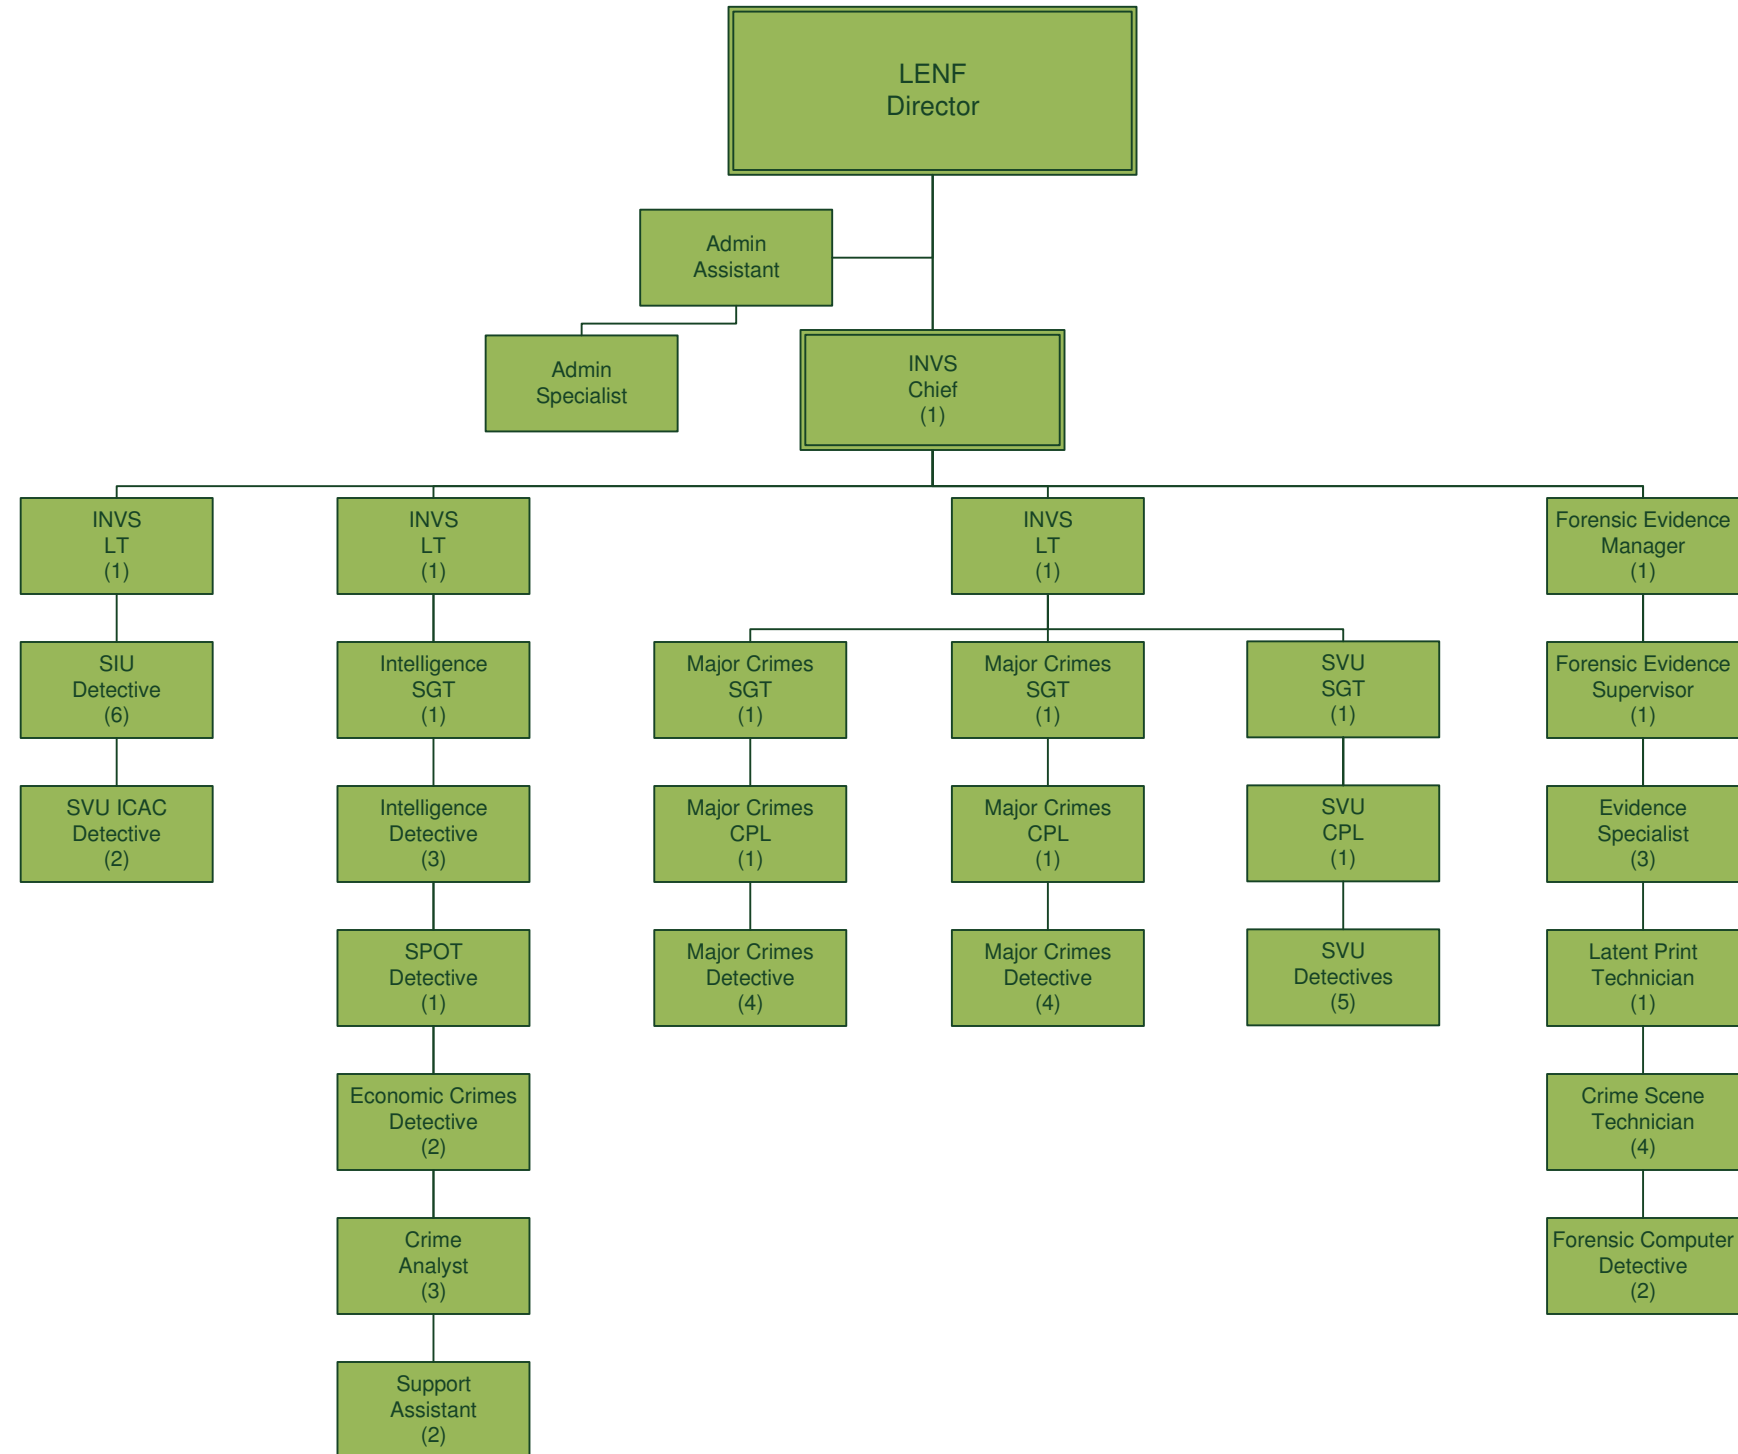 LENF
Director
Admin
Assistant
Admin
Specialist
INVS
Chief
(1)
INVS
LT
(1)
INVS
LT
(1)
INVS
LT
(1)
Forensic Evidence
Manager
(1)
SIU
Detective
(6)
Intelligence
SGT
(1)
Major Crimes
SGT
(1)
Major Crimes
SGT
(1)
SVU
SGT
(1)
Forensic Evidence
Supervisor
(1)
SVU ICAC
Detective
(2)
Intelligence
Detective
(3)
Major Crimes
CPL
(1)
Major Crimes
CPL
(1)
SVU
CPL
(1)
Evidence
Specialist
(3)
SPOT
Detective
(1)
Major Crimes
Detective
(4)
Major Crimes
Detective
(4)
SVU
Detectives
(5)
Latent Print
Technician
(1)
Economic Crimes
Detective
(2)
Crime Scene
Technician
(4)
Crime
Analyst
(3)
Forensic Computer
Detective
(2)
Support
Assistant
(2)